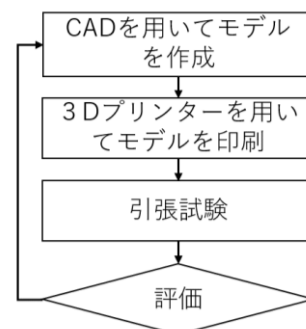 CADを用いてモデル
を作成
３Dプリンターを用い
てモデルを印刷
引張試験
評価